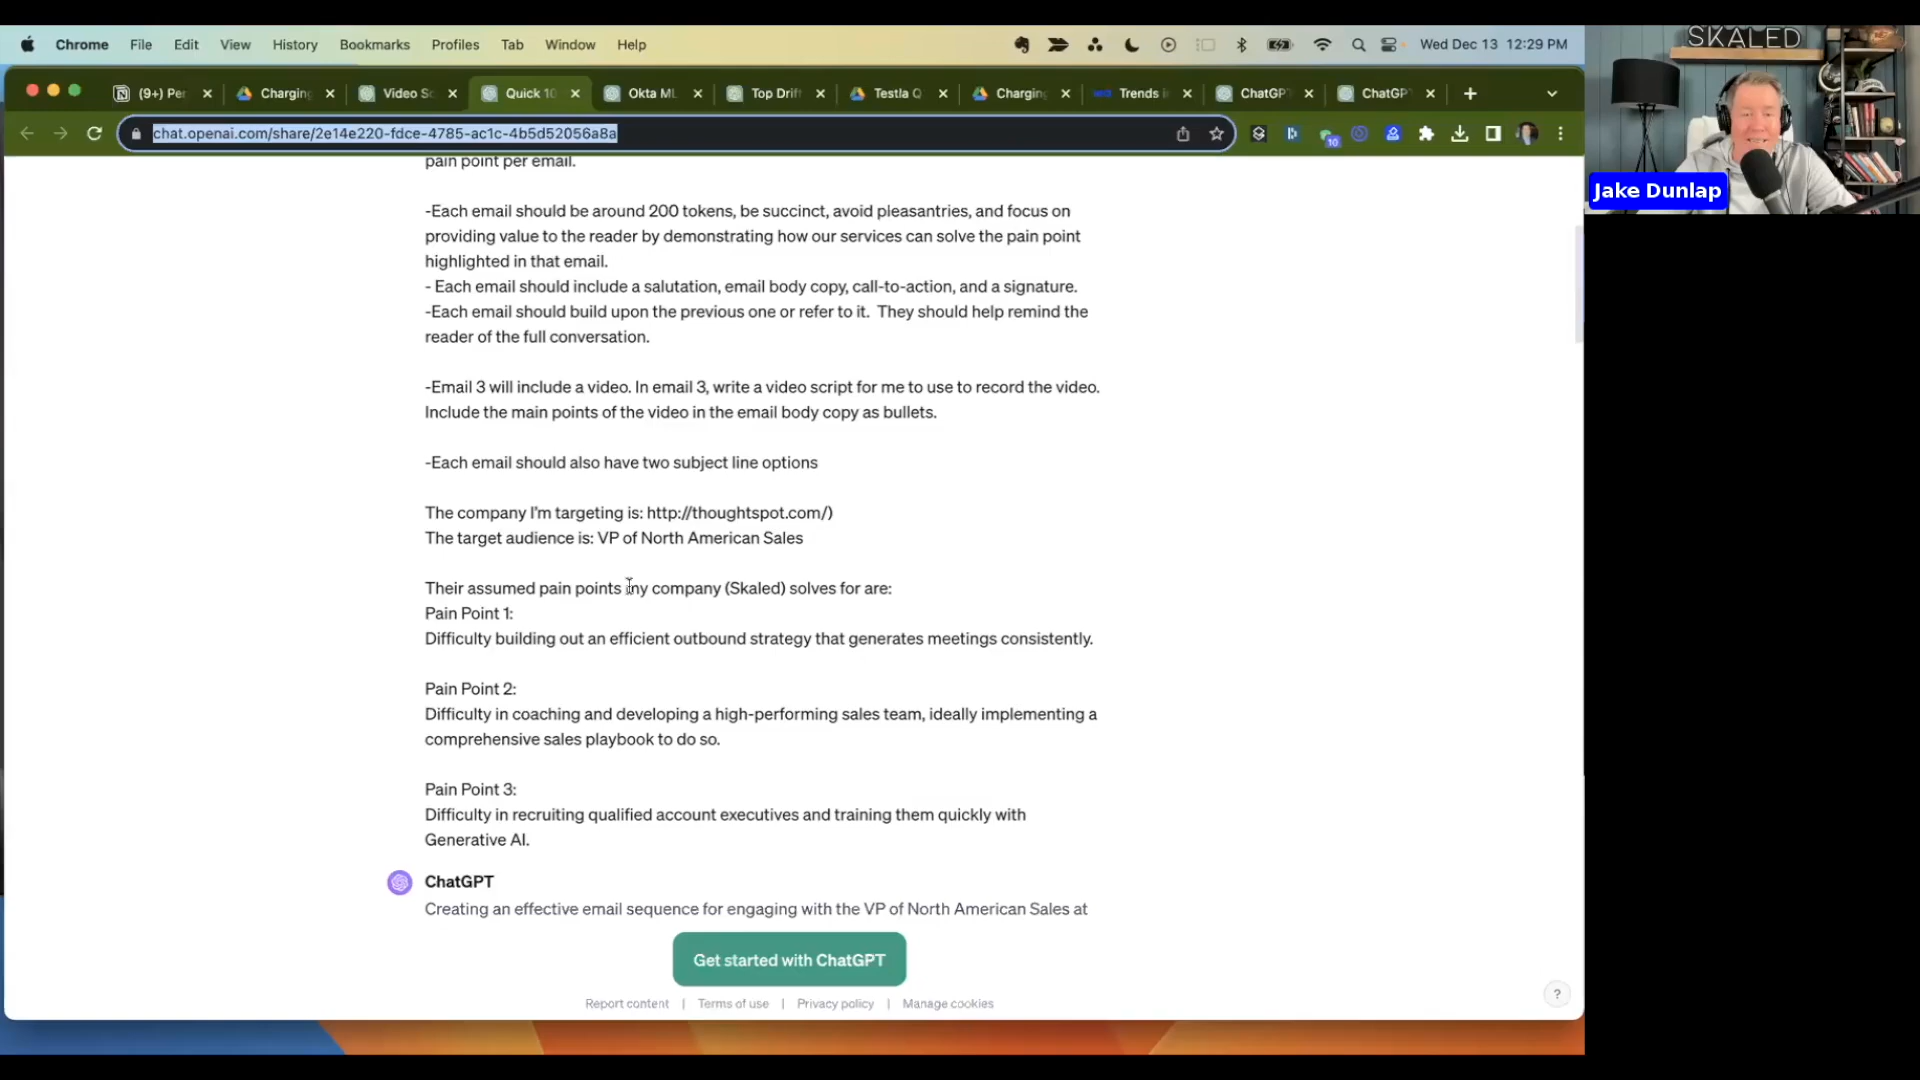 SKALED
Chrome File Edit View History Bookmarks Profiles Tab Window Help Wed Dec 13 12:29 PM
(9+) Per Charging Video Sc Quick 10 Okta ML Top Drif Testla Q Charging Trends i ChatGP ChatGP
chat.openai.com/share/2e14e220-fdce-4785-ac1c-4b5d52056a8a
10
Jake Dunlap
pain point per email.
-Each email should be around 200 tokens, be succinct, avoid pleasantries, and focus on
providing value to the reader by demonstrating how our services can solve the pain point
highlighted in that email.
- Each email should include a salutation, email body copy, call-to-action, and a signature.
-Each email should build upon the previous one or refer to it. They should help remind the
reader of the full conversation.
-Email 3 will include a video. In email 3, write a video script for me to use to record the video.
Include the main points of the video in the email body copy as bullets.
-Each email should also have two subject line options
The company I'm targeting is: http://thoughtspot.com/)
The target audience is: VP of North American Sales
Their assumed pain points my company (Skaled) solves for are:
Pain Point 1:
Difficulty building out an efficient outbound strategy that generates meetings consistently.
Pain Point 2:
Difficulty in coaching and developing a high-performing sales team, ideally implementing a
comprehensive sales playbook to do so.
Pain Point 3:
Difficulty in recruiting qualified account executives and training them quickly with
Generative AI.
ChatGPT
Creating an effective email sequence for engaging with the VP of North American Sales at
Get started with ChatGPT
Report content | Terms of use | Privacy policy | Manage cookies
?